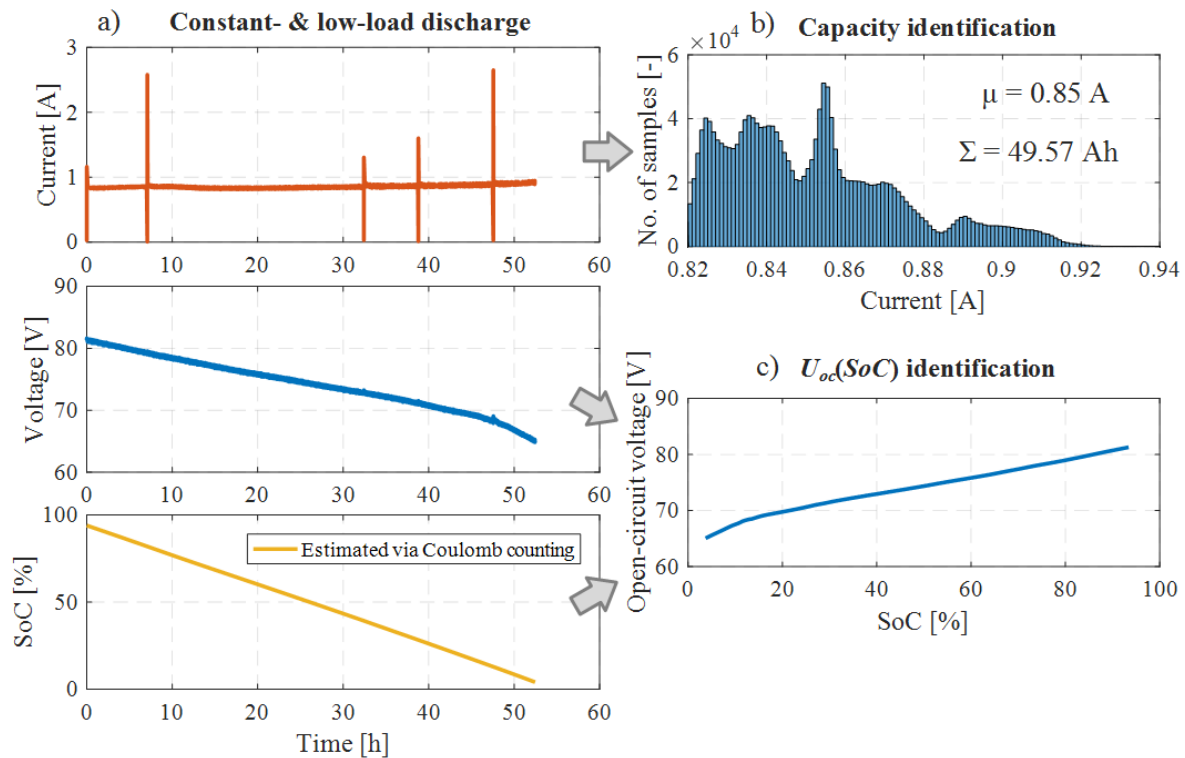 a) Constant- & low-load discharge
3
2
1
0
Current [A]
0 10 20 30 40 50 60
90
80
70
60
Voltage [V]
0 10 20 30 40 50 60
100
50
0
SoC [%]
Estimated via Coulomb counting
0 10 20 30 40 50 60
Time [h]
b) Capacity identification
×10⁴
6
4
2
0
No. of samples [-]
μ = 0.85 A
Σ = 49.57 Ah
0.82 0.84 0.86 0.88 0.9 0.92 0.94
Current [A]
c) Uoc(SoC) identification
90
80
70
60
Open-circuit voltage [V]
0 20 40 60 80 100
SoC [%]